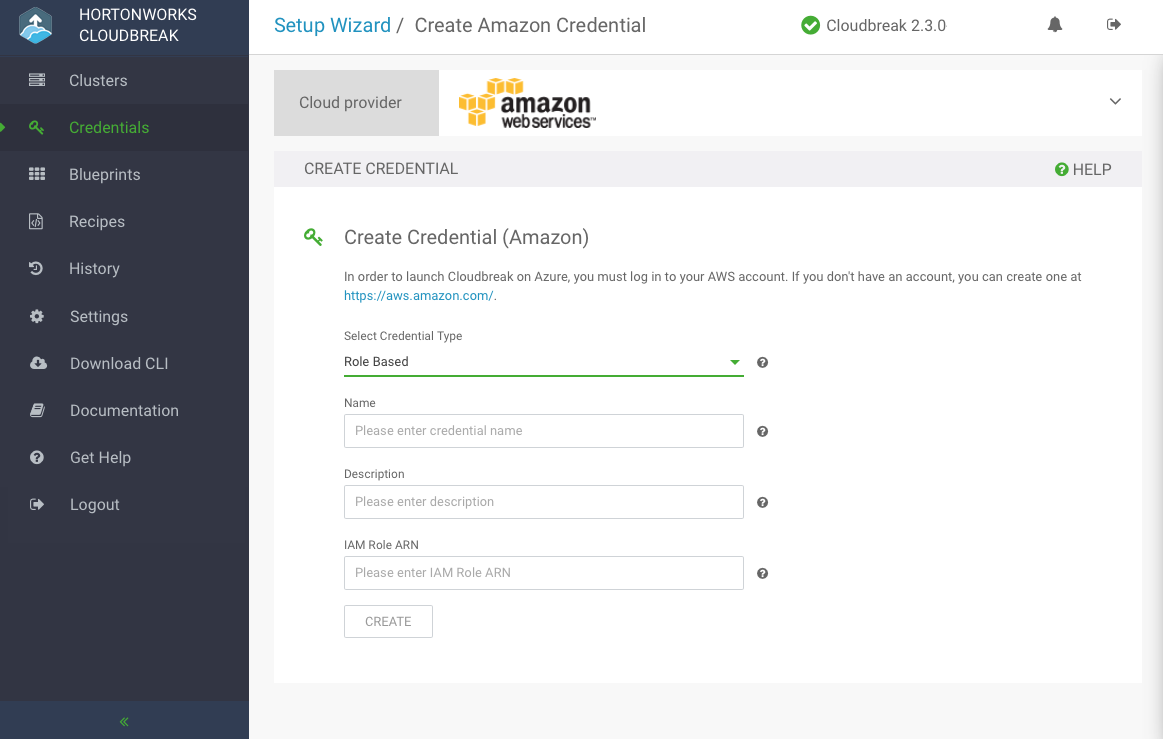 HORTONWORKS
CLOUDBREAK
Clusters
Credentials
Blueprints
Recipes
History
Settings
Download CLI
Documentation
Get Help
Logout
Setup Wizard / Create Amazon Credential
Cloudbreak 2.3.0
Cloud provider
amazon
web services™
CREATE CREDENTIAL
HELP
Create Credential (Amazon)
In order to launch Cloudbreak on Azure, you must log in to your AWS account. If you don't have an account, you can create one at
https://aws.amazon.com/.
Select Credential Type
Role Based
Name
Please enter credential name
Description
Please enter description
IAM Role ARN
Please enter IAM Role ARN
CREATE